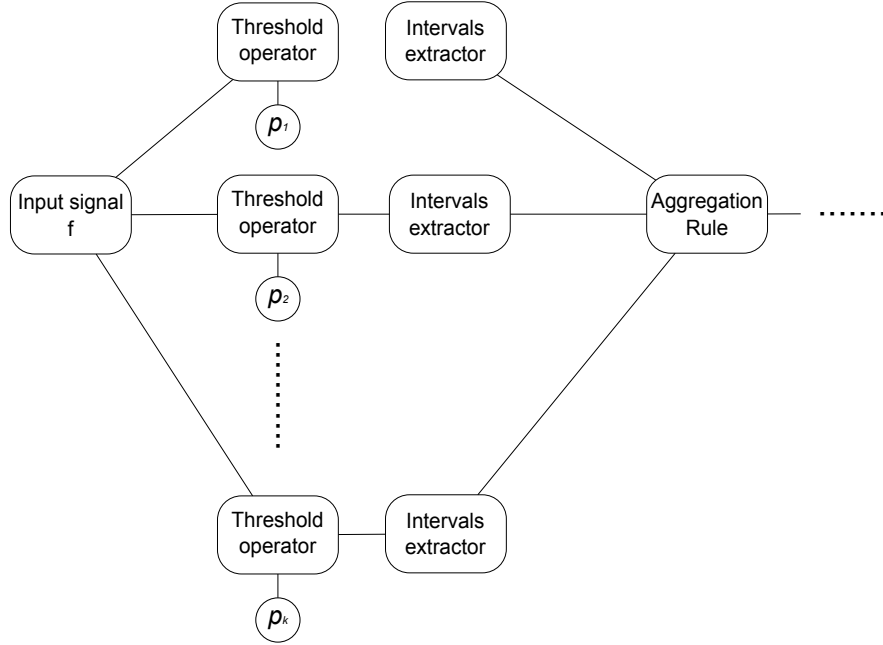 Threshold
operator
Intervals
extractor
p₁
Input signal
f
Threshold
operator
Intervals
extractor
Aggregation
Rule
p₂
Threshold
operator
Intervals
extractor
pₖ